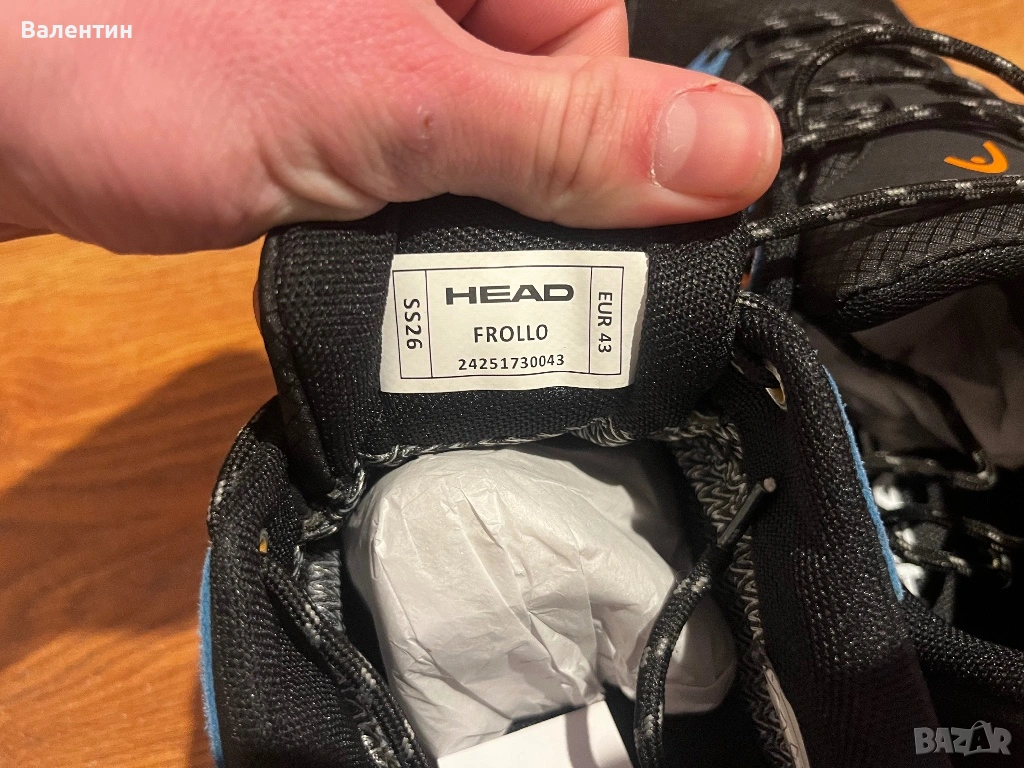 Валентин
SS26
HEAD
FROLLO
24251730043
EUR 43
BAZAR